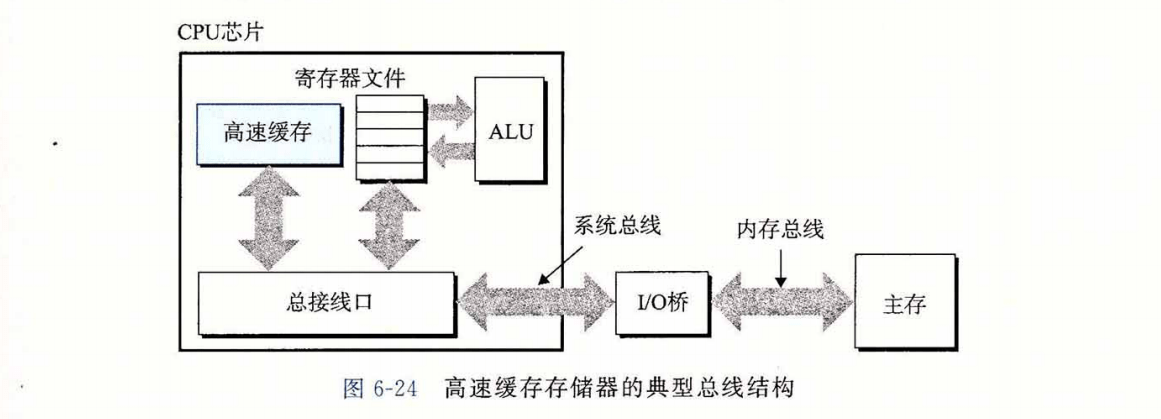 CPU芯片
寄存器文件
高速缓存
ALU
系统总线
内存总线
总接线口
I/O桥
主存
图 6-24 高速缓存存储器的典型总线结构